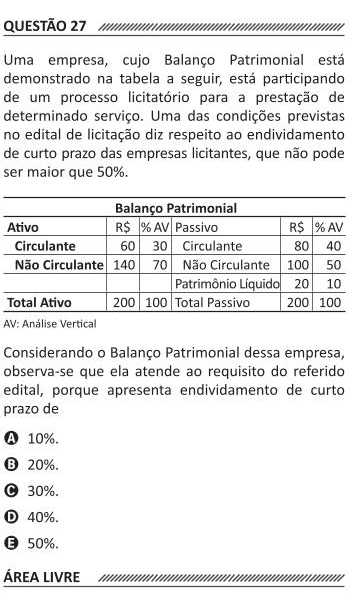 QUESTÃO 27
Uma empresa, cujo Balanço Patrimonial está
demonstrado na tabela a seguir, está participando
de um processo licitatório para a prestação de
determinado serviço. Uma das condições previstas
no edital de licitação diz respeito ao endividamento
de curto prazo das empresas licitantes, que não pode
ser maior que 50%.
Balanço Patrimonial
Ativo R$ % AV Passivo R$ % AV
Circulante 60 30 Circulante 80 40
Não Circulante 140 70 Não Circulante 100 50
Patrimônio Líquido 20 10
Total Ativo 200 100 Total Passivo 200 100
AV: Análise Vertical
Considerando o Balanço Patrimonial dessa empresa,
observa-se que ela atende ao requisito do referido
edital, porque apresenta endividamento de curto
prazo de
A 10%.
B 20%.
C 30%.
D 40%.
E 50%.
ÁREA LIVRE